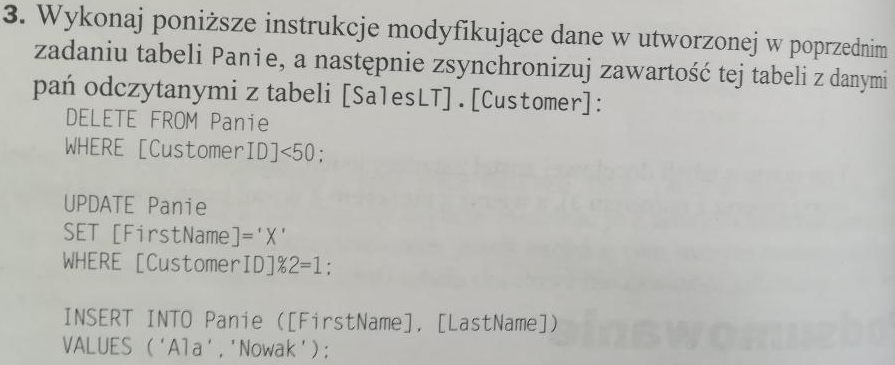 3. Wykonaj poniższe instrukcje modyfikujące dane w utworzonej w poprzednim
zadaniu tabeli Panie, a następnie zsynchronizuj zawartość tej tabeli z danymi
pań odczytanymi z tabeli [SalesLT].[Customer]:
DELETE FROM Panie
WHERE [CustomerID]<50;
UPDATE Panie
SET [FirstName]='X'
WHERE [CustomerID]%2=1;
INSERT INTO Panie ([FirstName], [LastName])
VALUES ('Ala','Nowak');